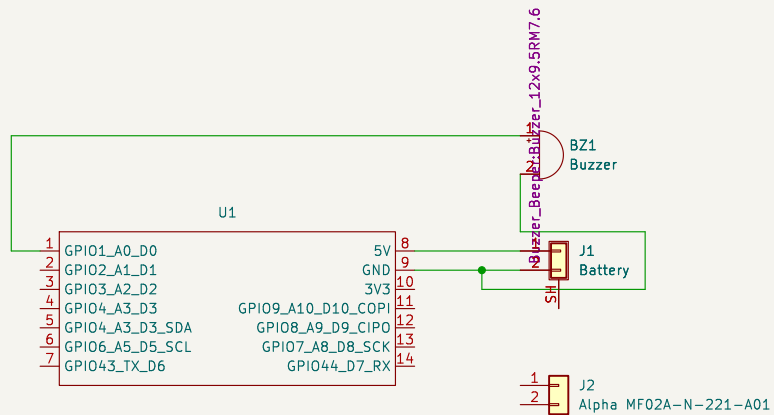 Buzzer_Beeper:Buzzer_12x9.5RM7.6
1
+
2
BZ1
Buzzer
U1
1 GPIO1_A0_D0 5V 8
2 GPIO2_A1_D1 GND 9
3 GPIO3_A2_D2 3V3 10
4 GPIO4_A3_D3 GPIO9_A10_D10_COPI 11
5 GPIO4_A3_D3_SDA GPIO8_A9_D9_CIPO 12
6 GPIO6_A5_D5_SCL GPIO7_A8_D8_SCK 13
7 GPIO43_TX_D6 GPIO44_D7_RX 14
1 J1
2 Battery
SH
1 J2
2 Alpha MF02A-N-221-A01